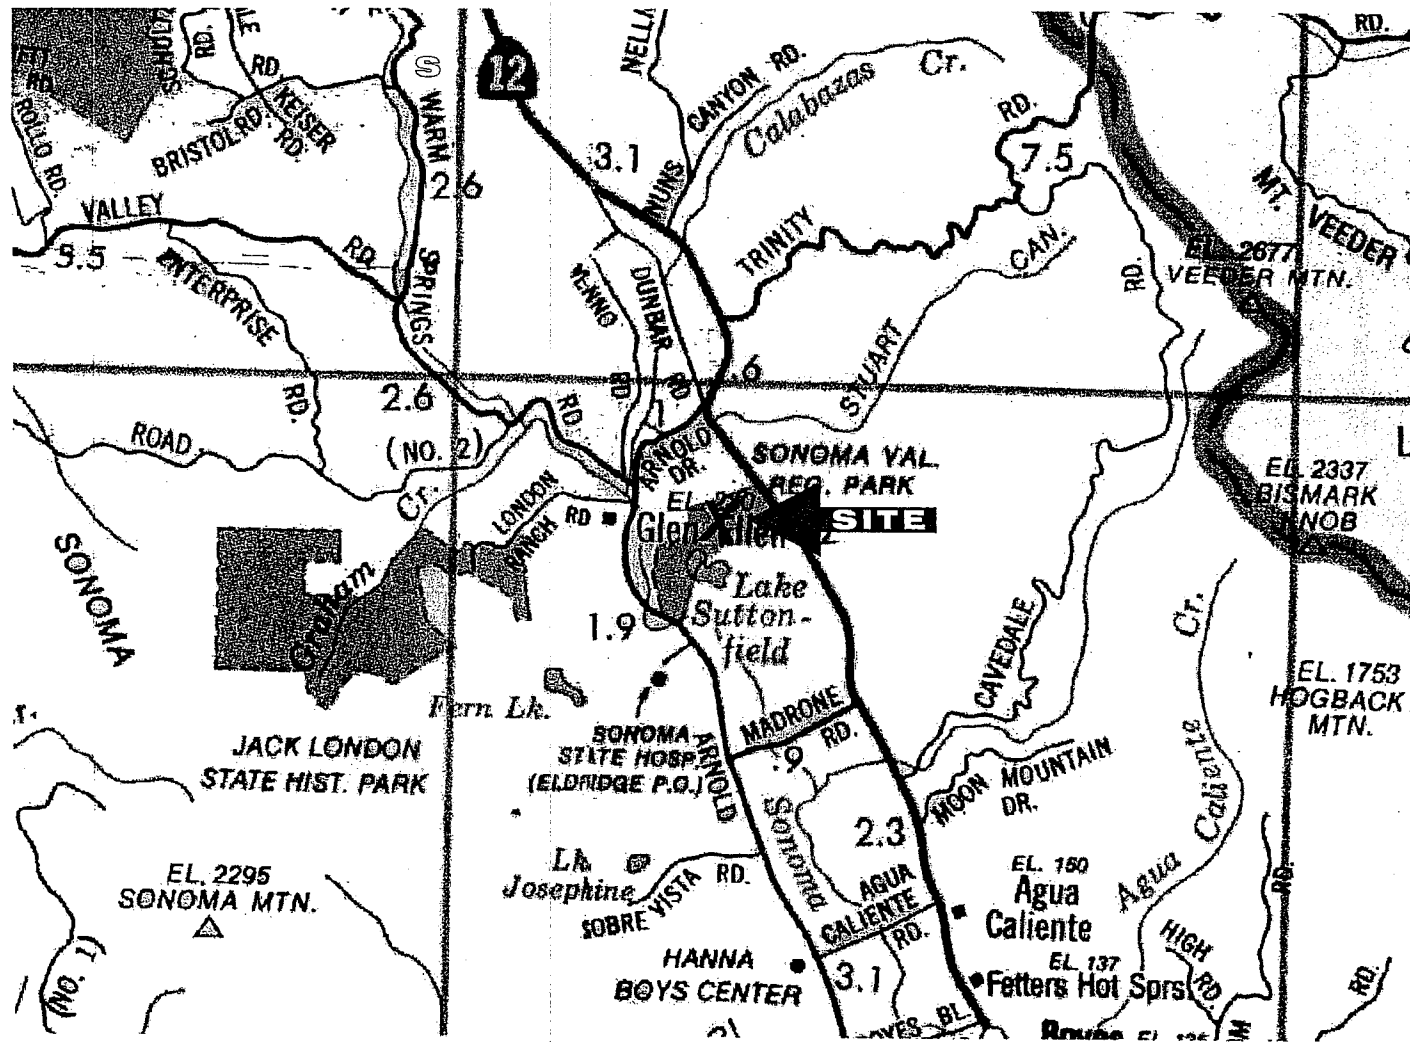 RD.
RD.
RD.
KEISER
RD.
BRISTOL RD.
ROLLO RD.
S
WARM
SPRINGS
12
CANYON RD.
NUNS
Calabazas
Cr.
RD.
RD.
3.1
2.6
7.5
VALLEY
RD.
ENTERPRISE
RD.
DUNBAR
RD.
RD.
TRINITY
CAN.
STUART
RD.
MT.
VEEDER
EL. 2677
VEEDER MTN.
2.6
(NO. 2)
ROAD
RD.
Cr.
LONDON
RANCH
RD
ARNOLD
DR.
SONOMA VAL.
REG. PARK
SITE
Glen Ellen
Lake
Sutton-
field
1.9
EL. 2337
BISMARK
KNOB
SONOMA
Graham
Fern Lk.
JACK LONDON
STATE HIST. PARK
SONOMA
STATE HOSP.
(ELDRIDGE P.O.)
ARNOLD
MADRONE
RD.
.9
CAVEDALE
Cr.
Caliente
Agua
EL. 1753
HOGBACK
MTN.
MOON MOUNTAIN
DR.
2.3
Sonoma
EL. 2295
SONOMA MTN.
(NO. 1)
Lk.
Josephine
SOBRE VISTA
RD.
AGUA
CALIENTE
RD.
EL. 150
Agua
Caliente
HANNA
BOYS CENTER
3.1
EL. 137
Fetters Hot Sprs.
HIGH
RD.
RD.
RD.
BL.